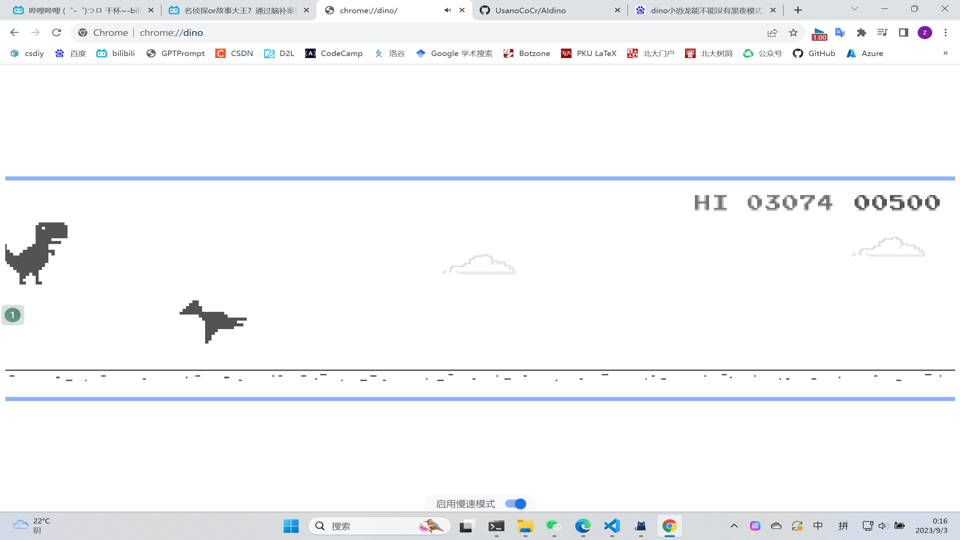 哔哩哔哩 (゜-゜)つロ 干杯~-bili
名侦探or故事大王？通过脑补案
chrome://dino/
UsanoCoCr/AIdino
dino小恐龙能不能没有黑夜模式
Chrome | chrome://dino
1.00
z
csdiy
百度
bilibili
GPTPrompt
CSDN
D2L
CodeCamp
洛谷
Google 学术搜索
Botzone
PKU LaTeX
北大门户
北大树洞
公众号
GitHub
Azure
»
HI 03074 00500
1
启用慢速模式
22°C
阴
搜索
中
拼
0:16
2023/9/3